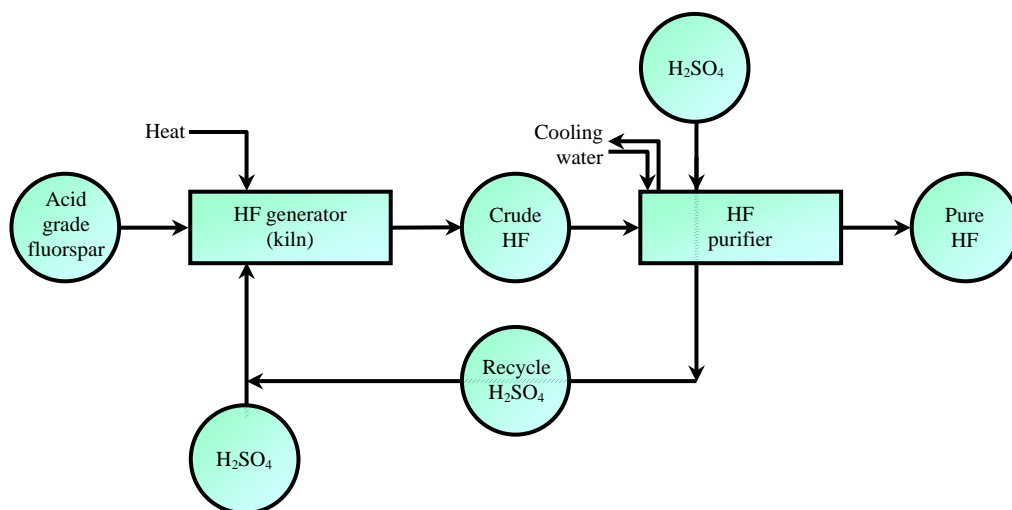 H₂SO₄
Heat
Cooling
water
Acid
grade
fluorspar
HF generator
(kiln)
Crude
HF
HF
purifier
Pure
HF
Recycle
H₂SO₄
H₂SO₄